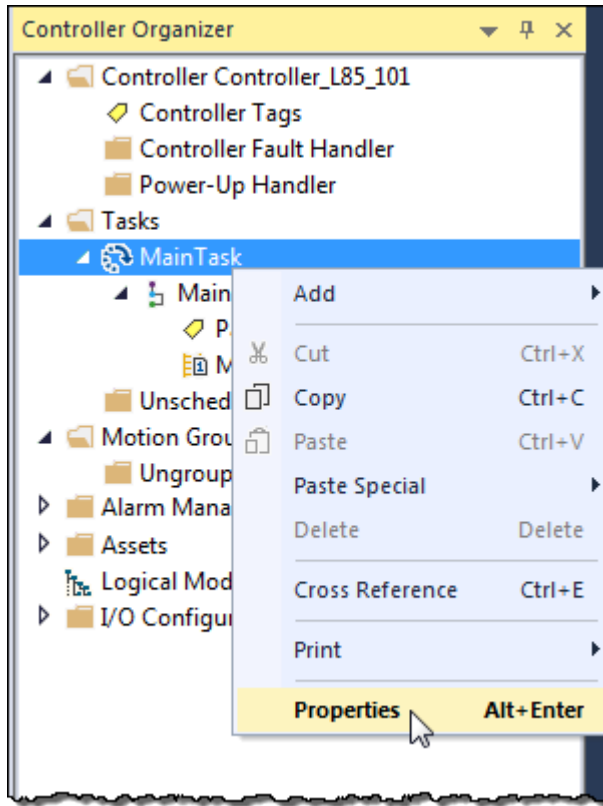 Controller Organizer
Controller Controller_L85_101
Controller Tags
Controller Fault Handler
Power-Up Handler
Tasks
MainTask
Main
P
M
Unsched
Motion Grou
Ungroup
Alarm Mana
Assets
Logical Mod
I/O Configu
Add
Cut Ctrl+X
Copy Ctrl+C
Paste Ctrl+V
Paste Special
Delete Delete
Cross Reference Ctrl+E
Print
Properties Alt+Enter